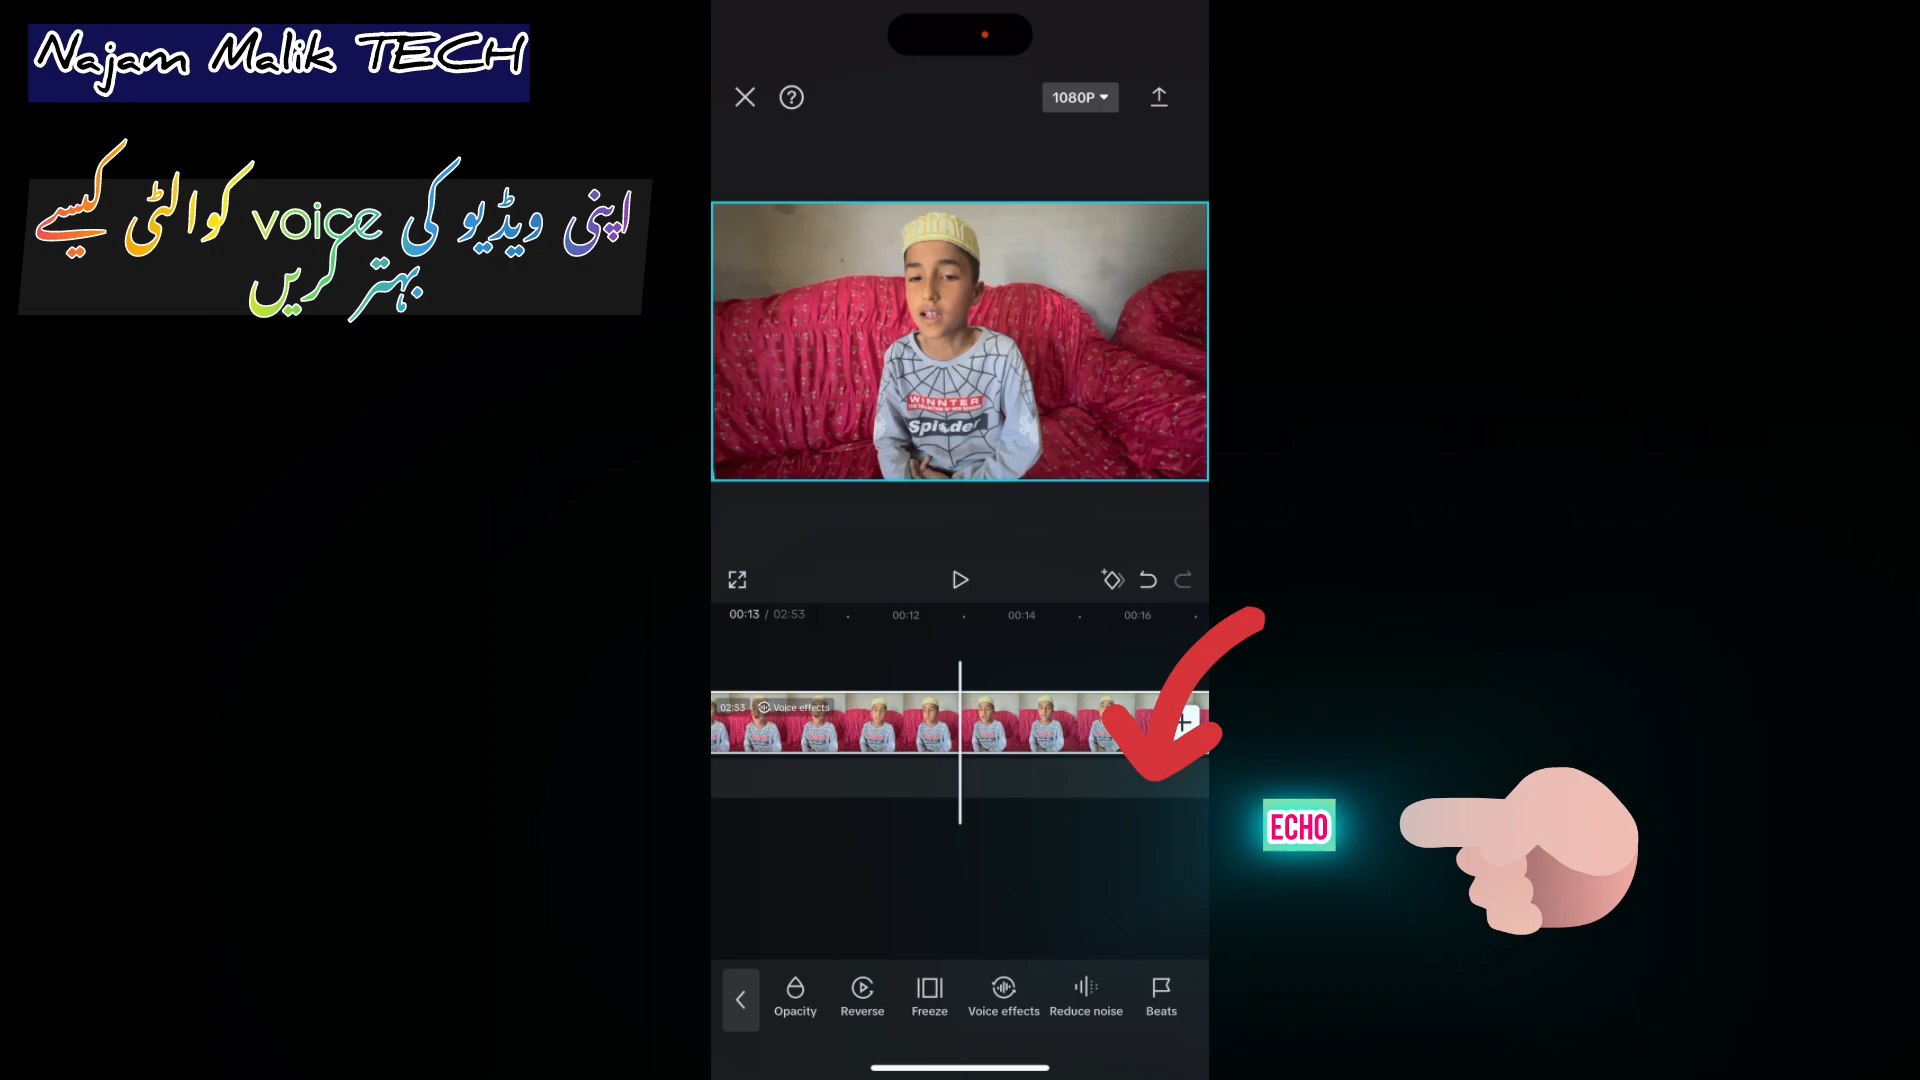 Najam Malik TECH
اپنی ویڈیو کی voice کوالٹی کیسے
بہتر کریں
1080P
WINNTER
Spider
00:13 / 02:53
00:12
00:14
00:16
02:53 Voice effects
ECHO
Opacity
Reverse
Freeze
Voice effects
Reduce noise
Beats